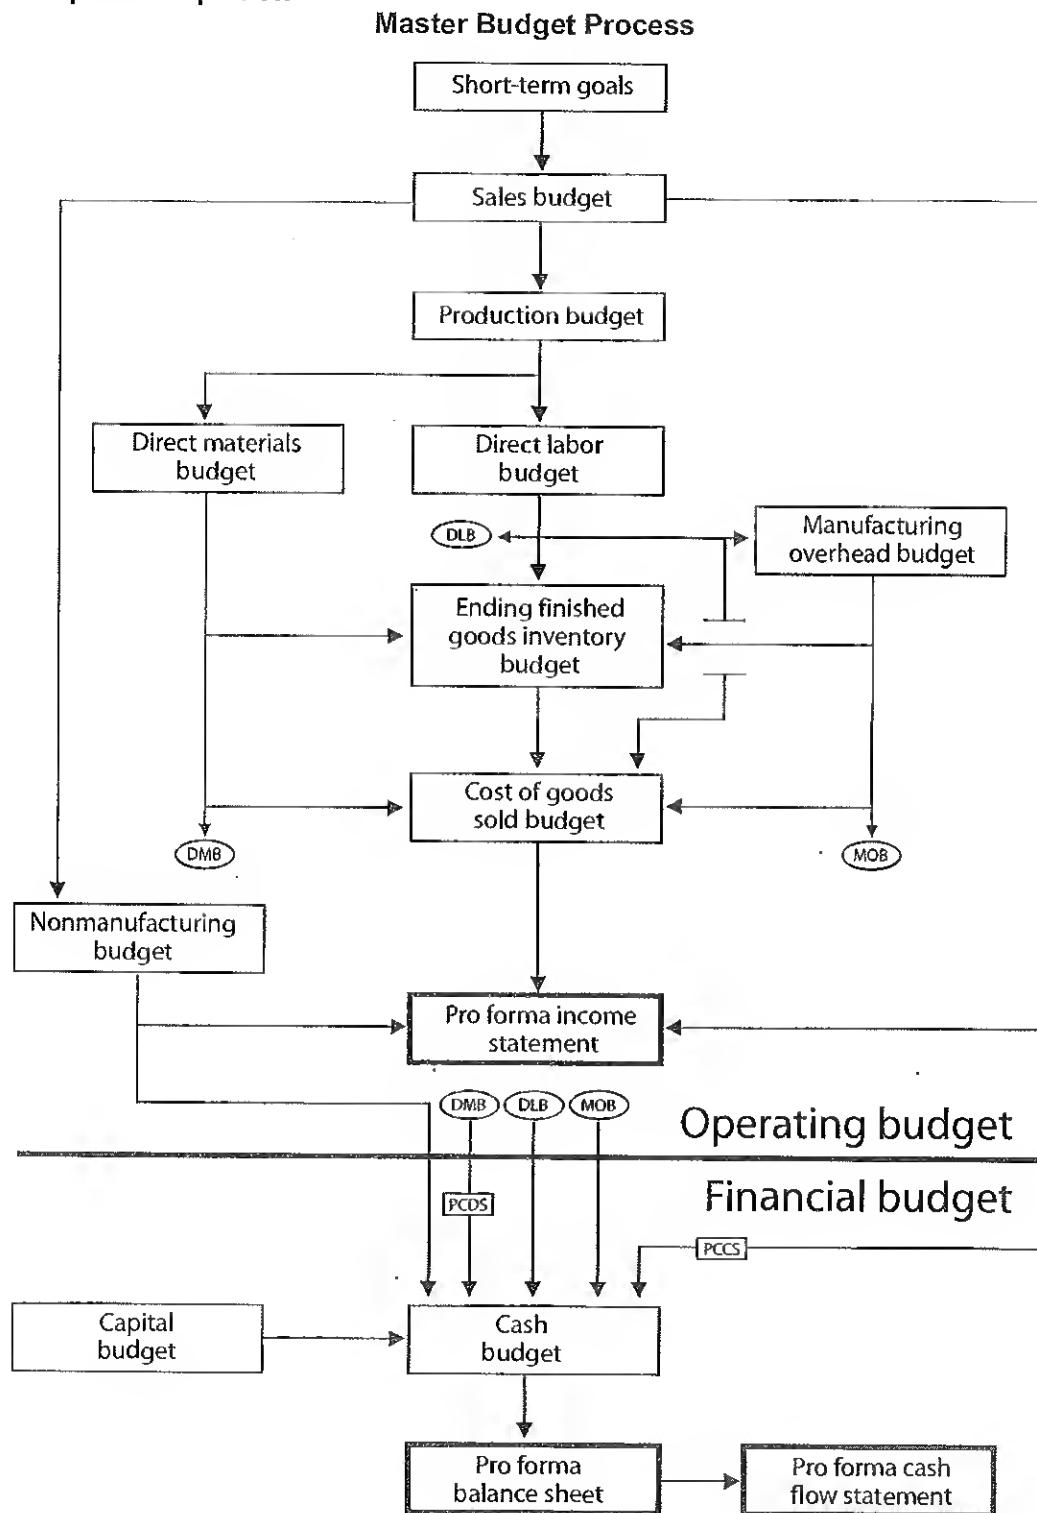 Master Budget Process
Short-term goals
Sales budget
Production budget
Direct materials
budget
Direct labor
budget
DLB
Manufacturing
overhead budget
Ending finished
goods inventory
budget
Cost of goods
sold budget
DMB
MOB
Nonmanufacturing
budget
Pro forma income
statement
DMB
DLB
MOB
Operating budget
Financial budget
PCDS
PCCS
Capital
budget
Cash
budget
Pro forma
balance sheet
Pro forma cash
flow statement